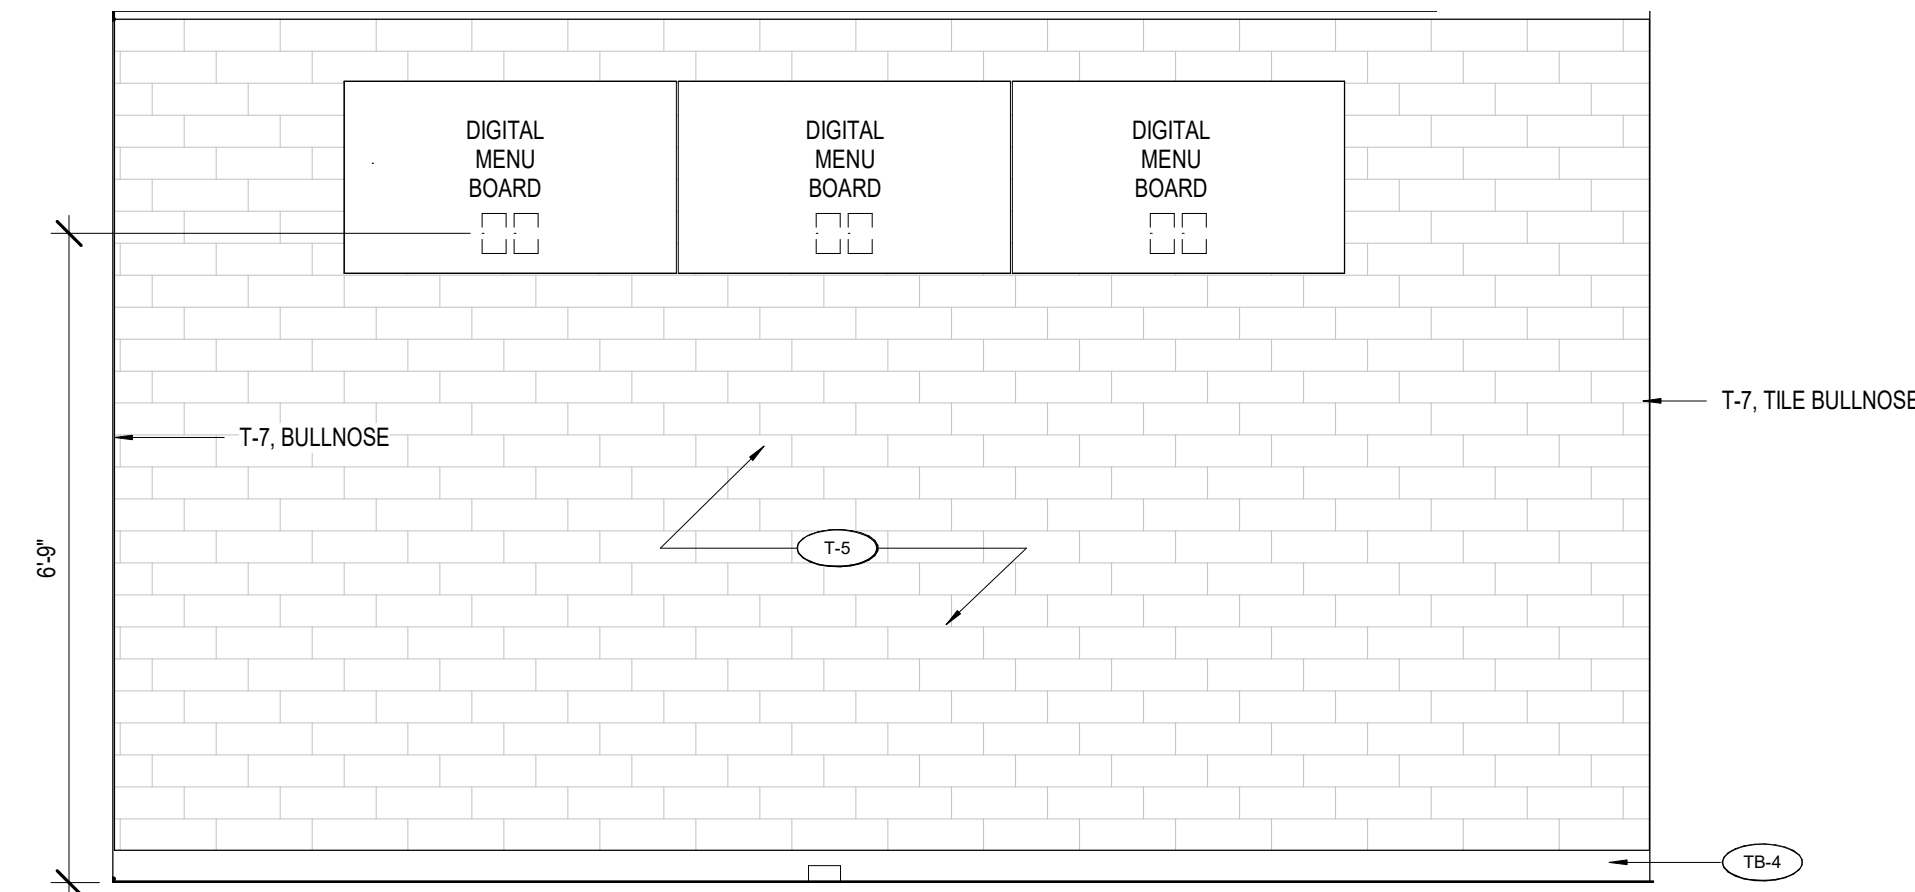 DIGITAL
MENU
BOARD
DIGITAL
MENU
BOARD
DIGITAL
MENU
BOARD
T-7, TILE BULLNOSE
T-7, BULLNOSE
T-5
6'-9"
TB-4